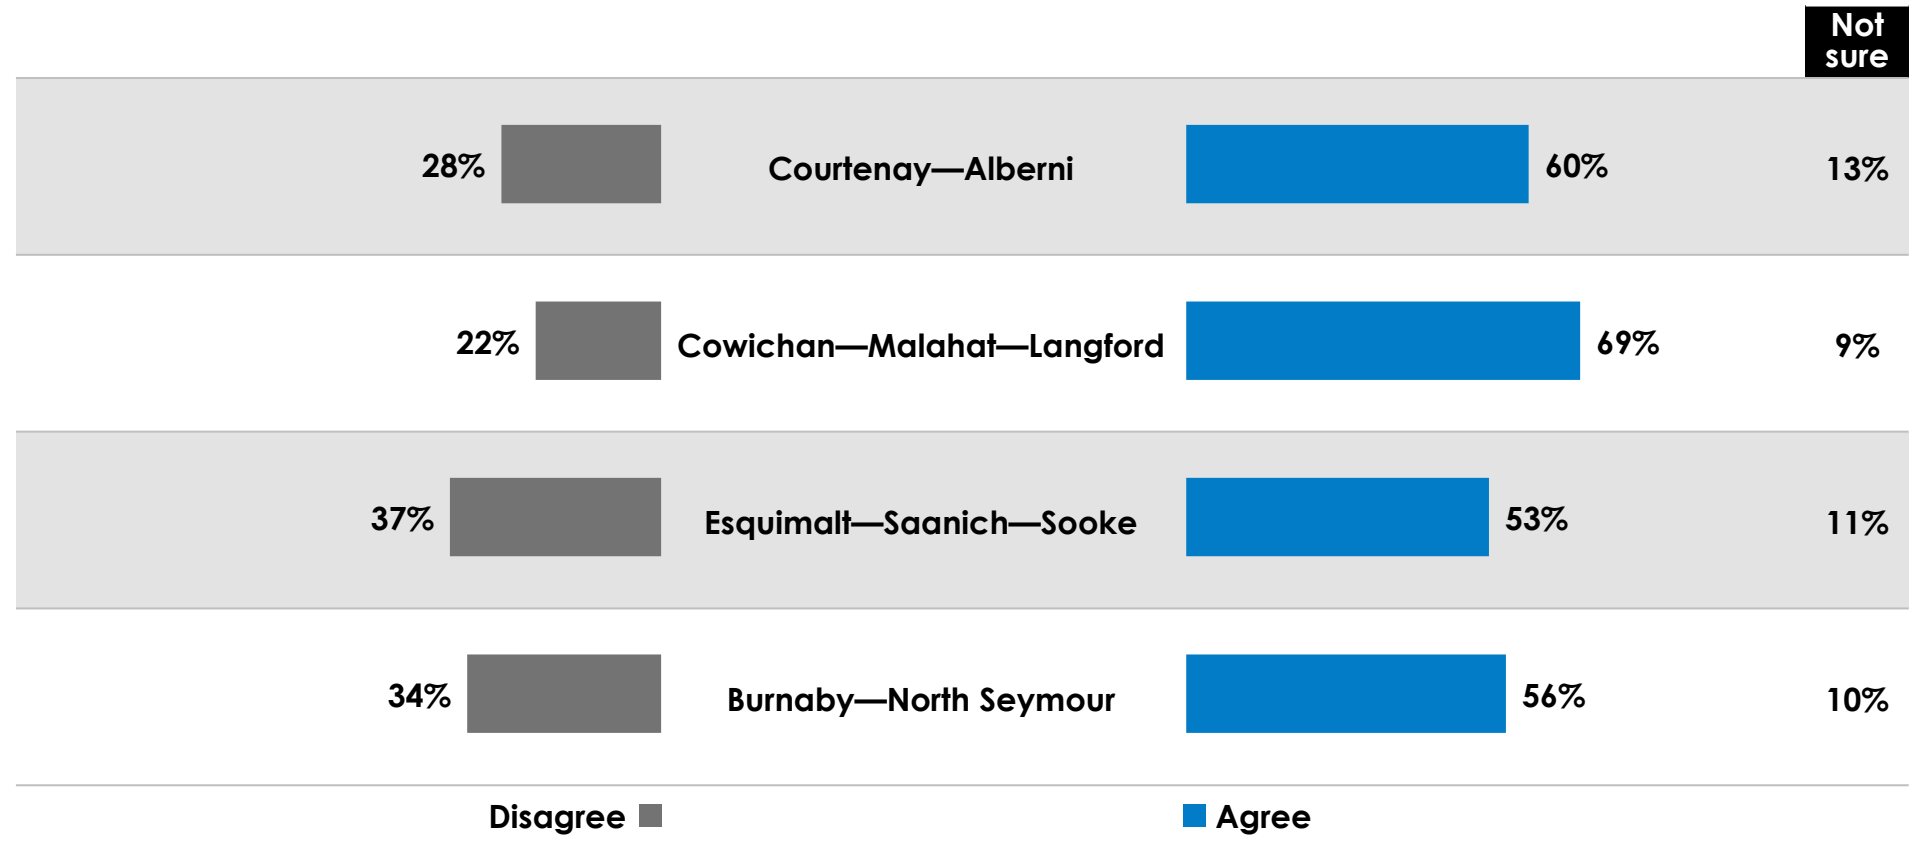 Not
sure
28% Courtenay—Alberni 60% 13%
22% Cowichan—Malahat—Langford 69% 9%
37% Esquimalt—Saanich—Sooke 53% 11%
34% Burnaby—North Seymour 56% 10%
Disagree Agree